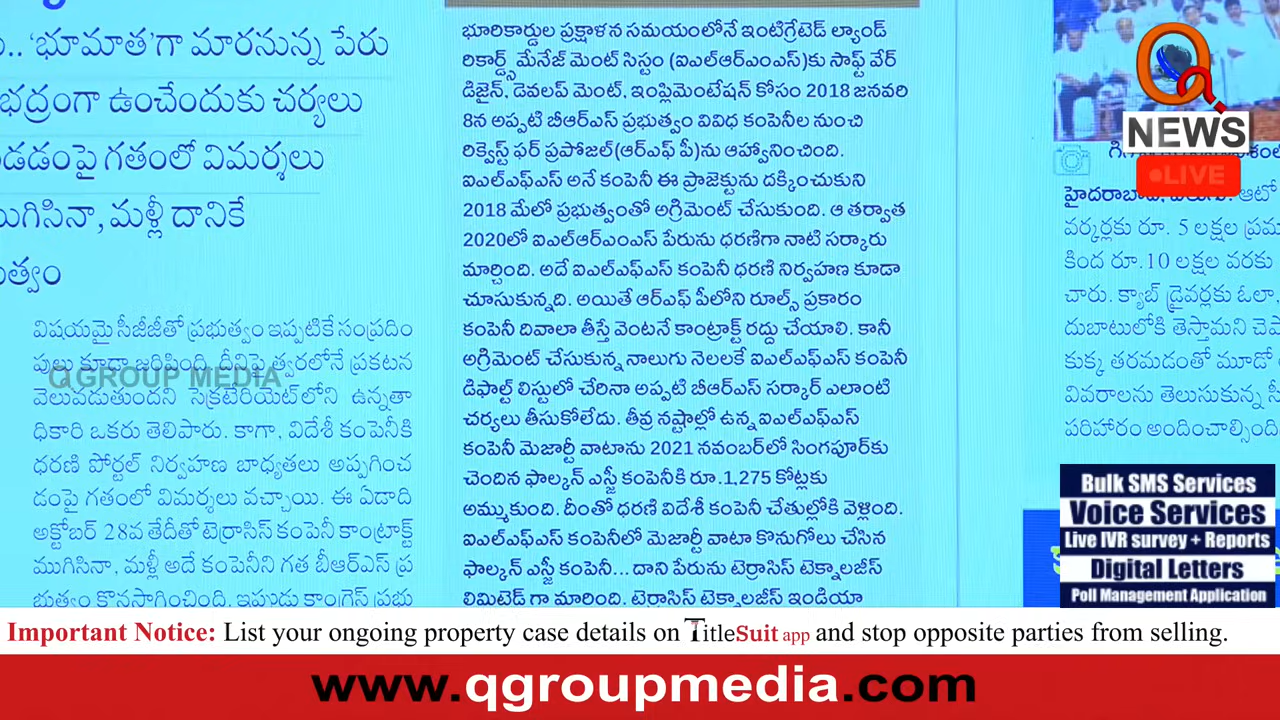 .. 'భూమాత'గా మారనున్న పేరు
భద్రంగా ఉంచేందుకు చర్యలు
డడంపై గతంలో విమర్శలు
ముగిసినా, మళ్లీ దానికే
త్వం
విషయమై సీజీజీతో ప్రభుత్వం ఇప్పటికే సంప్రదిం
పులు కూడా జరిపింది. దీనిపై త్వరలోనే ప్రకటన
వెలువడుతుందని సెక్రటేరియెట్‌లోని ఉన్నతా
ధికారి ఒకరు తెలిపారు. కాగా, విదేశీ కంపెనీకి
ధరణి పోర్టల్ నిర్వహణ బాధ్యతలు అప్పగించ
డంపై గతంలో విమర్శలు వచ్చాయి. ఈ ఏడాది
అక్టోబర్ 28వ తేదీతో టెర్రాసిస్ కంపెనీ కాంట్రాక్ట్
ముగిసినా, మళ్లీ అదే కంపెనీని గత బీఆర్ఎస్ ప్ర
భుత్వం కొనసాగించింది. ఇప్పుడు కాంగ్రెస్ ప్రభు
Q GROUP MEDIA
భూరికార్డుల ప్రక్షాళన సమయంలోనే ఇంటిగ్రేటెడ్ ల్యాండ్
రికార్డ్స్ మేనేజ్ మెంట్ సిస్టం (ఐఎల్ఆర్ఎంఎస్)కు సాఫ్ట్ వేర్
డిజైన్, డెవలప్ మెంట్, ఇంప్లిమెంటేషన్ కోసం 2018 జనవరి
8న అప్పటి బీఆర్ఎస్ ప్రభుత్వం వివిధ కంపెనీల నుంచి
రిక్వెస్ట్ ఫర్ ప్రపోజల్(ఆర్ఎఫ్ పీ)ను ఆహ్వానించింది.
ఐఎల్ఎఫ్ఎస్ అనే కంపెనీ ఈ ప్రాజెక్టును దక్కించుకుని
2018 మేలో ప్రభుత్వంతో అగ్రిమెంట్ చేసుకుంది. ఆ తర్వాత
2020లో ఐఎల్ఆర్ఎంఎస్ పేరును ధరణిగా నాటి సర్కారు
మార్చింది. అదే ఐఎల్ఎఫ్ఎస్ కంపెనీ ధరణి నిర్వహణ కూడా
చూసుకున్నది. అయితే ఆర్ఎఫ్ పీలోని రూల్స్ ప్రకారం
కంపెనీ దివాలా తీస్తే వెంటనే కాంట్రాక్ట్ రద్దు చేయాలి. కానీ
అగ్రిమెంట్ చేసుకున్న నాలుగు నెలలకే ఐఎల్ఎఫ్ఎస్ కంపెనీ
డిఫాల్ట్ లిస్టులో చేరినా అప్పటి బీఆర్ఎస్ సర్కార్ ఎలాంటి
చర్యలు తీసుకోలేదు. తీవ్ర నష్టాల్లో ఉన్న ఐఎల్ఎఫ్ఎస్
కంపెనీ మెజార్టీ వాటాను 2021 నవంబర్‌లో సింగపూర్‌కు
చెందిన ఫాల్కన్ ఎస్జీ కంపెనీకి రూ.1,275 కోట్లకు
అమ్ముకుంది. దీంతో ధరణి విదేశీ కంపెనీ చేతుల్లోకి వెళ్లింది.
ఐఎల్ఎఫ్ఎస్ కంపెనీలో మెజార్టీ వాటా కొనుగోలు చేసిన
ఫాల్కన్ ఎస్జీ కంపెనీ... దాని పేరును టెర్రాసిస్ టెక్నాలజీస్
లిమిటెడ్ గా మారింది. టెర్రాసిస్ టెక్నాలజీస్ ఇండియా
Q
NEWS
LIVE
ఆటో
వర్కర్లకు రూ. 5 లక్షల ప్రమ
కింద రూ.10 లక్షల వరకు
చారు. క్యాబ్ డ్రైవర్లకు ఓలా,
దుబాటులోకి తెస్తామని చెప
కుక్క తరమడంతో మూడో
వివరాలను తెలుసుకున్న సీ
పరిహారం అందించాల్సింది
Bulk SMS Services
Voice Services
Live IVR survey + Reports
Digital Letters
Poll Management Application
Important Notice: List your ongoing property case details on TitleSuit app and stop opposite parties from selling.
www.qgroupmedia.com